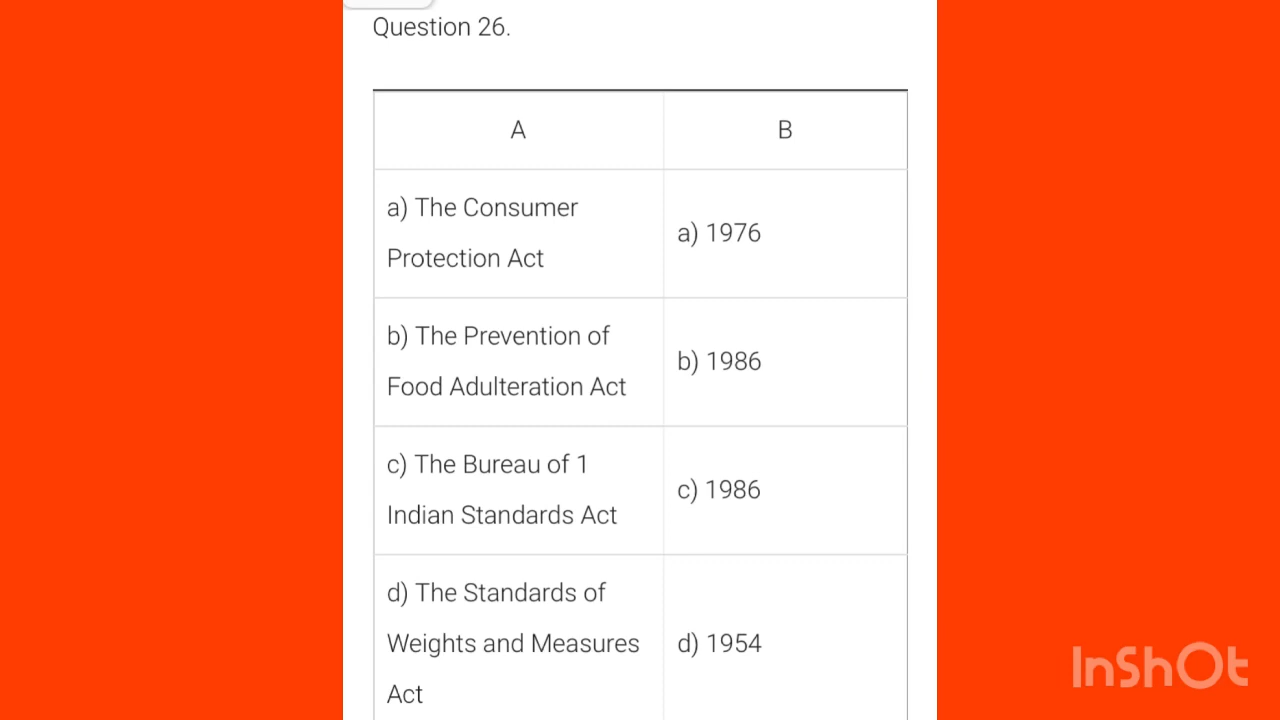 Question 26.
A
B
a) The Consumer
Protection Act
a) 1976
b) The Prevention of
Food Adulteration Act
b) 1986
c) The Bureau of 1
Indian Standards Act
c) 1986
d) The Standards of
Weights and Measures
Act
d) 1954
InShOt